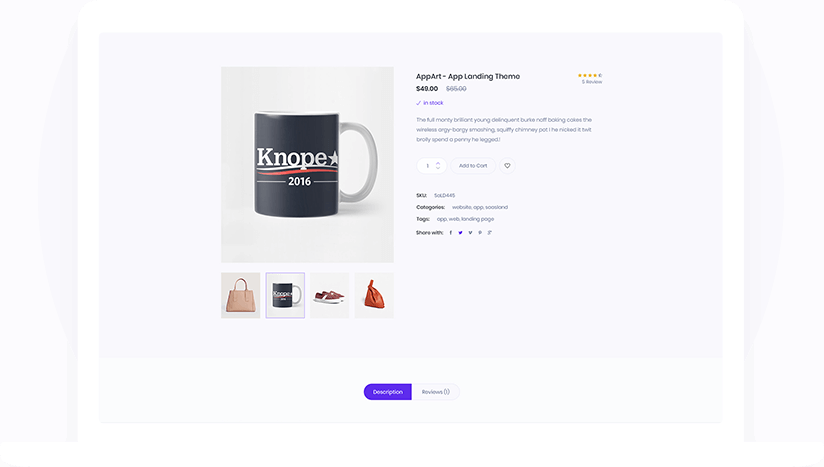 Knope
2016
Knope
AppArt - App Landing Theme
5 Review
$49.00 $65.00
in stock
The full monty brilliant young delinquent burke naff baking cakes the
wireless argy-bargy smashing, squiffy chimney pot I he nicked it twit
brolly spend a penny he legged.!
1 Add to Cart
SKU: SoLD445
Categories: website, app, saasland
Tags: app, web, landing page
Share with:
Description Reviews (1)